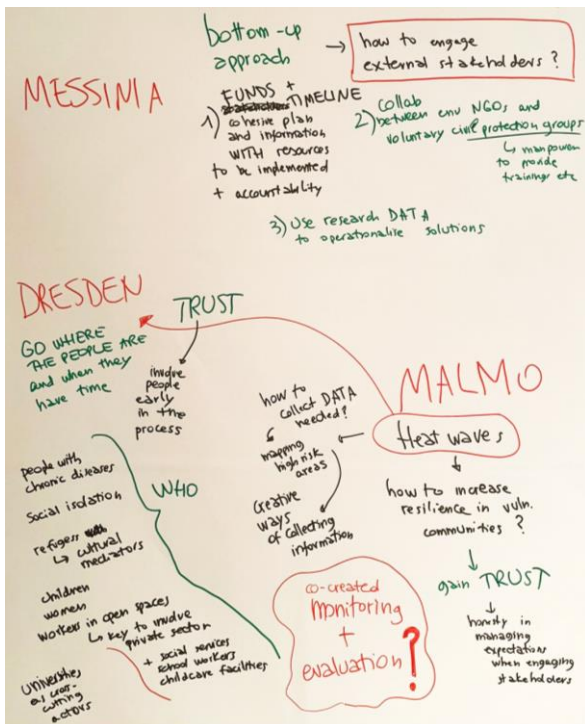 MESSINIA
bottom-up
approach
how to engage
external stakeholders?
FUNDS +
TIMELINE
1) cohesive plan
and information
WITH resources
to be implemented
+ accountability
2) collab
between env NGOs and
voluntary civil protection groups
↳ manpower
to provide
training etc
3) Use research DATA
to operationalise solutions
DRESDEN
TRUST
GO WHERE
THE PEOPLE ARE
and when they
have time
involve
people
early
in the
process
MALMO
Heat waves
how to
collect DATA
needed?
mapping
high risk
areas
creative
ways
of collecting
information
how to increase
resilience in vuln.
communities?
gain TRUST
honesty in
managing
expectations
when engaging
stakeholders
WHO
people with
chronic diseases
social isolation
refugess
↳ cultural
mediators
children
women
workers in open spaces
↳ key to involve
private sector
+ social services
school workers
childcare facilities
universities
as cross-
cutting
actors
co-created
monitoring
+
evaluation?